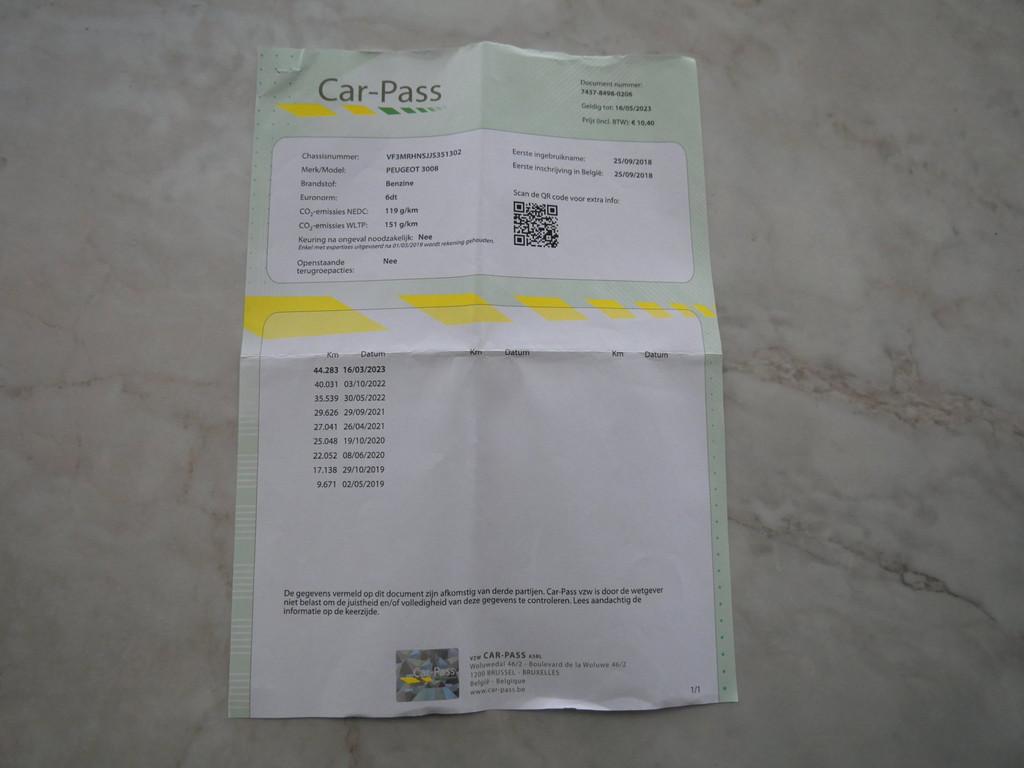 Car-Pass
Document nummer:
7437-8498-0206
Geldig tot: 16/05/2023
Prijs (incl. BTW): € 10,40
Chassisnummer: VF3MRHNSJJS351302
Merk/Model: PEUGEOT 3008
Brandstof: Benzine
Euronorm: 6dt
CO2-emissies NEDC: 119 g/km
CO2-emissies WLTP: 151 g/km
Keuring na ongeval noodzakelijk: Nee
Enkel met expertises uitgevoerd na 01/03/2019 wordt rekening gehouden.
Openstaande
terugroepacties: Nee
Eerste ingebruikname: 25/09/2018
Eerste inschrijving in België: 25/09/2018
Scan de QR code voor extra info:
Km Datum Km Datum Km Datum
44.283 16/03/2023
40.031 03/10/2022
35.539 30/05/2022
29.626 29/09/2021
27.041 26/04/2021
25.048 19/10/2020
22.052 08/06/2020
17.138 29/10/2019
9.671 02/05/2019
De gegevens vermeld op dit document zijn afkomstig van derde partijen. Car-Pass vzw is door de wetgever
niet belast om de juistheid en/of volledigheid van deze gegevens te controleren. Lees aandachtig de
informatie op de keerzijde.
Car-Pass
VZW CAR-PASS ASBL
Woluwedal 46/2 - Boulevard de la Woluwe 46/2
1200 BRUSSEL - BRUXELLES
België - Belgique
www.car-pass.be
1/1